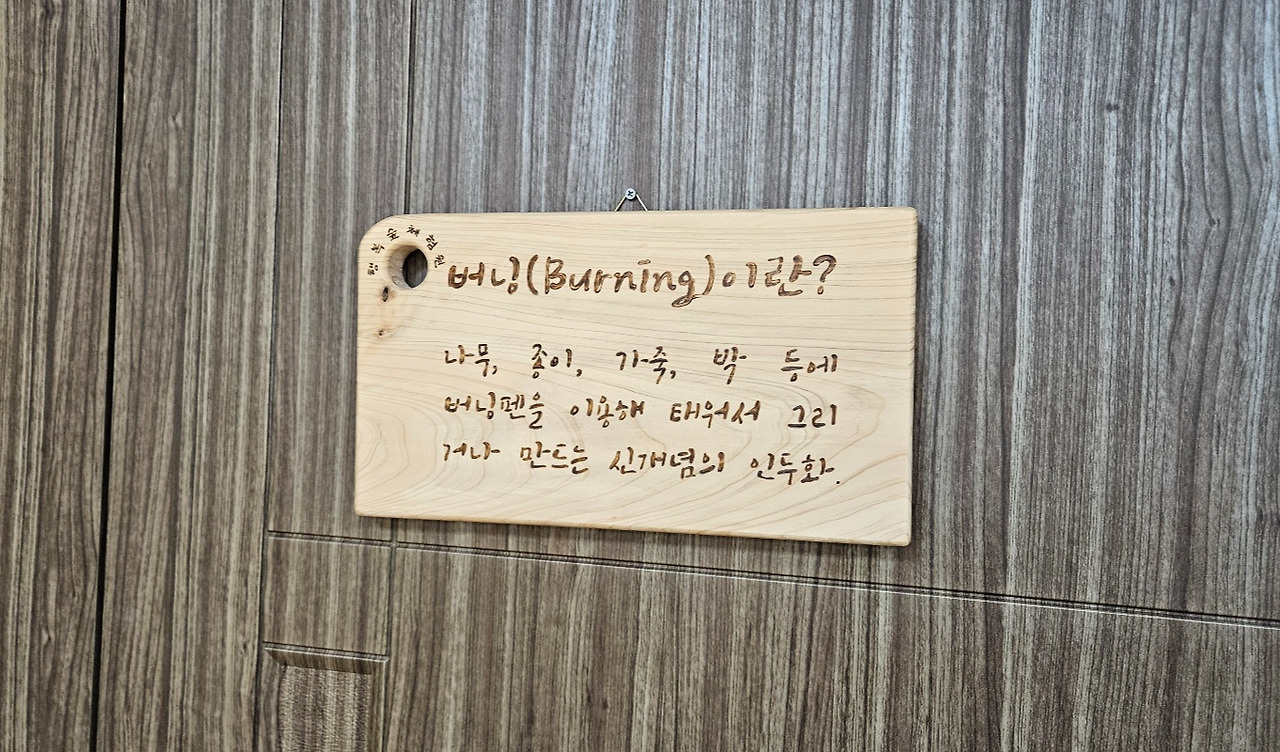 버닝(Burning)이란?
나무, 종이, 가죽, 박 등에
버닝펜을 이용해 태워서 그리
거나 만드는 신개념의 인두화.